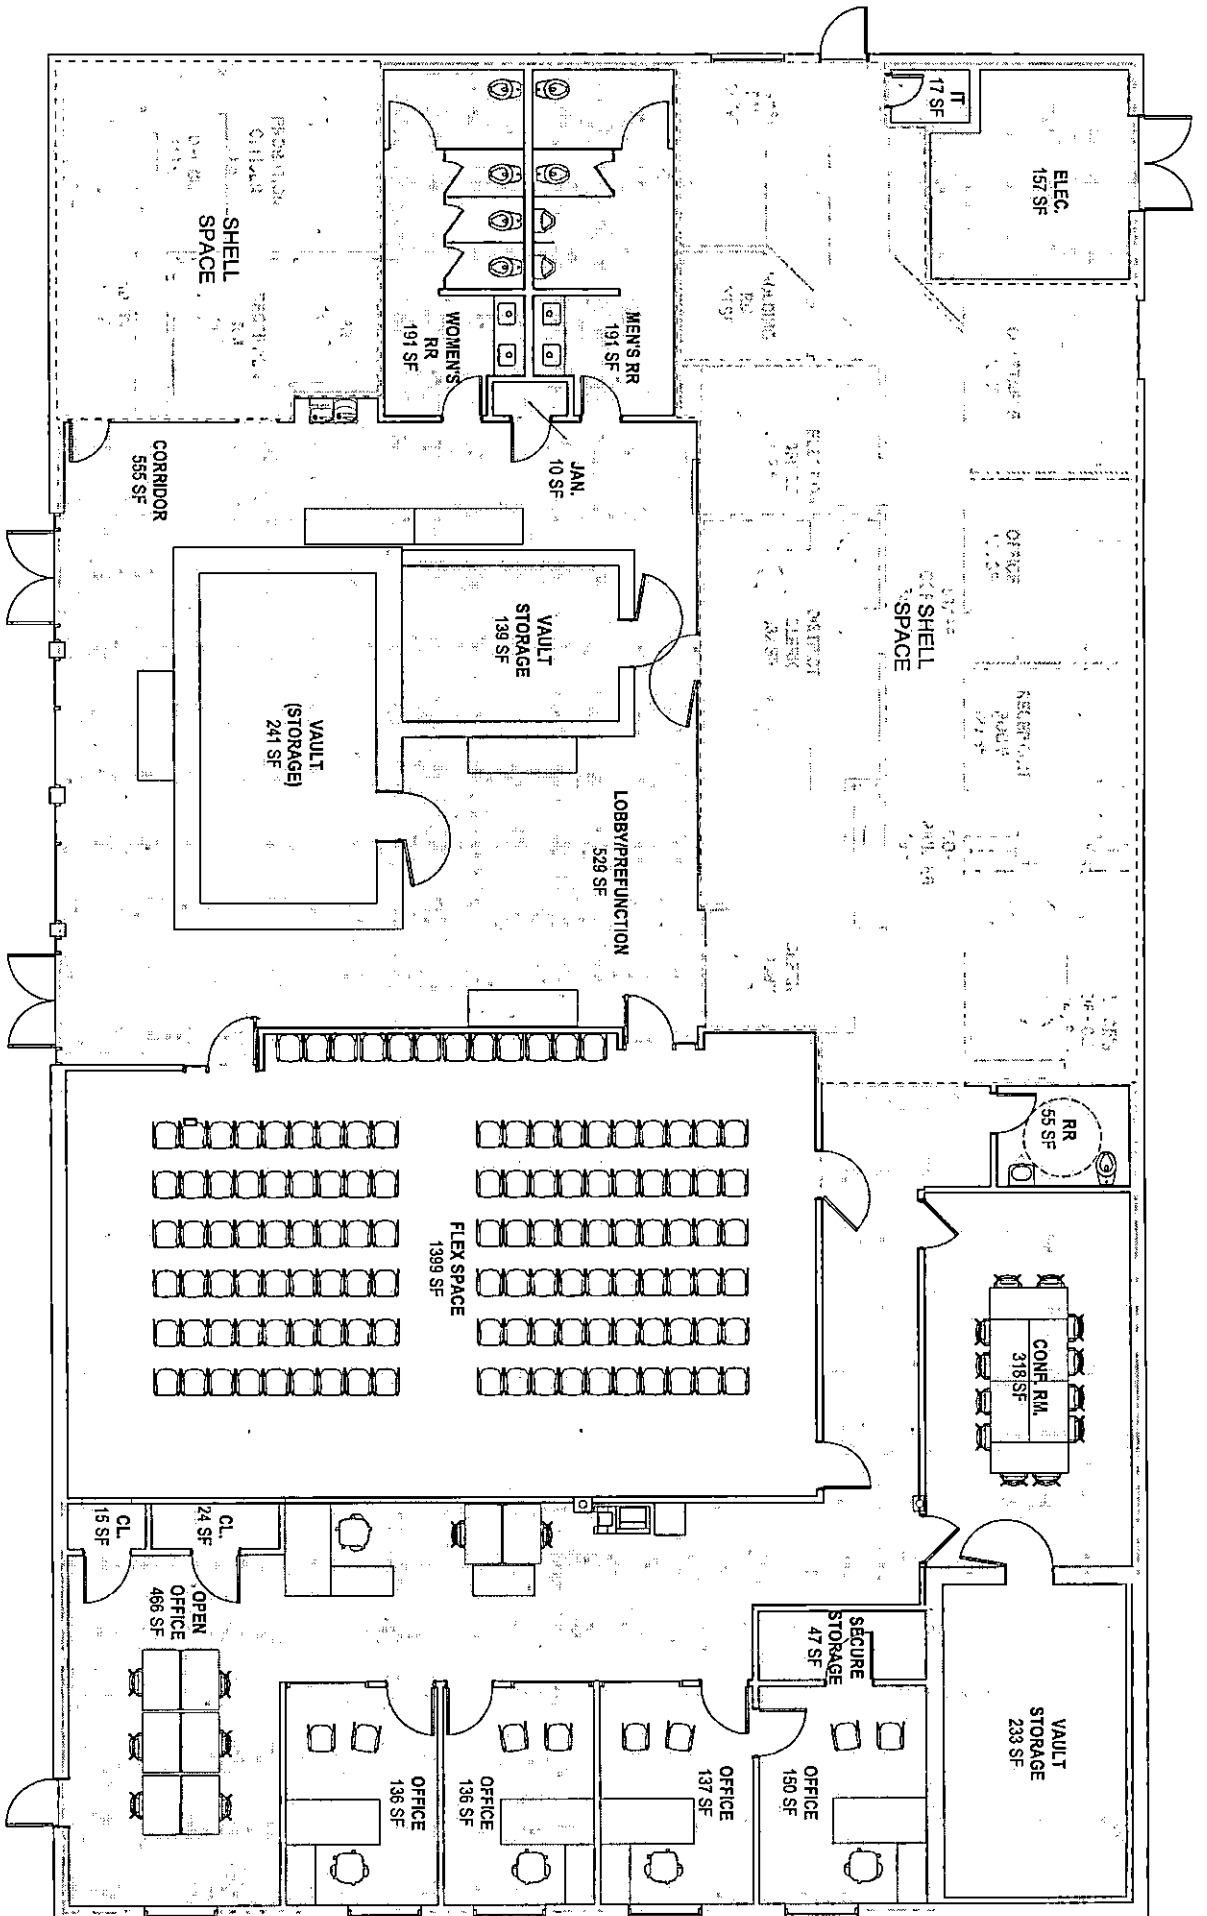 IT
17 SF
ELEC.
157 SF
SHELL
SPACE
MEN'S RR
191 SF
WOMEN'S
RR
191 SF
JAN.
10 SF
CORRIDOR
555 SF
OFFICE
SHELL
SPACE
VAULT
STORAGE
139 SF
VAULT
(STORAGE)
241 SF
LOBBY/PREFUNCTION
529 SF
RR
55 SF
FLEX SPACE
1399 SF
CONF. RM.
318 SF
CL.
15 SF
CL.
24 SF
OPEN
OFFICE
466 SF
SECURE
STORAGE
47 SF
VAULT
STORAGE
233 SF
OFFICE
136 SF
OFFICE
136 SF
OFFICE
137 SF
OFFICE
150 SF